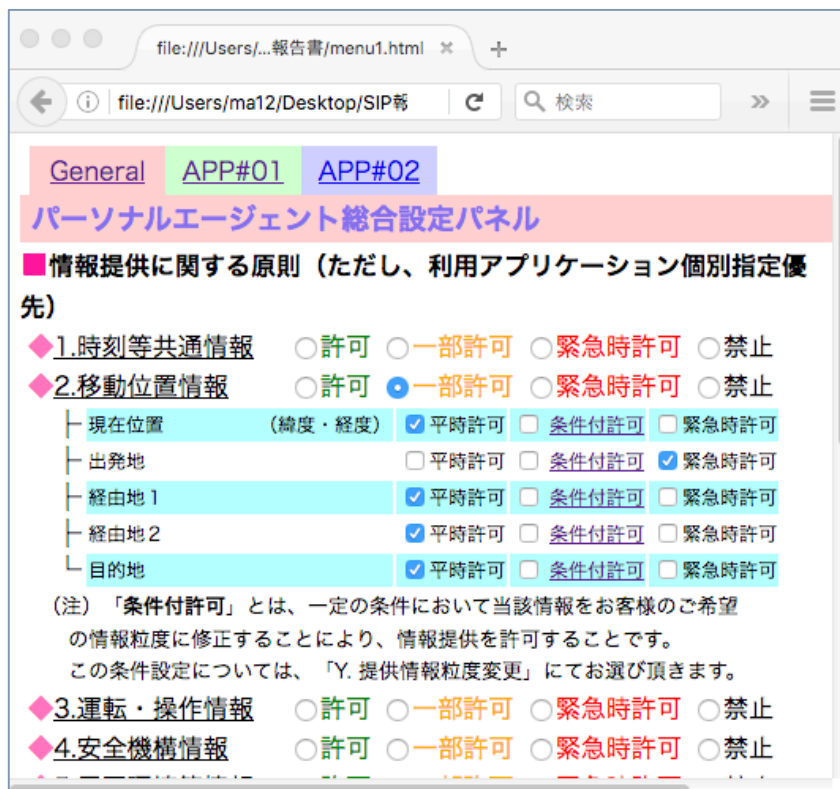 file:///Users/...報告書/menu1.html × +
file:///Users/ma12/Desktop/SIP報 検索 »
General APP#01 APP#02
パーソナルエージェント総合設定パネル
■情報提供に関する原則（ただし、利用アプリケーション個別指定優
先）
◆1.時刻等共通情報 ○許可 ○一部許可 ○緊急時許可 ○禁止
◆2.移動位置情報 ○許可 ◉一部許可 ○緊急時許可 ○禁止
├ 現在位置 （緯度・経度） ☑平時許可 ☐ 条件付許可 ☐緊急時許可
├ 出発地 ☐平時許可 ☐ 条件付許可 ☑緊急時許可
├ 経由地1 ☑平時許可 ☐ 条件付許可 ☐緊急時許可
├ 経由地2 ☑平時許可 ☐ 条件付許可 ☐緊急時許可
└ 目的地 ☑平時許可 ☐ 条件付許可 ☐緊急時許可
（注）「条件付許可」とは、一定の条件において当該情報をお客様のご希望
の情報粒度に修正することにより、情報提供を許可することです。
この条件設定については、「Y. 提供情報粒度変更」にてお選び頂きます。
◆3.運転・操作情報 ○許可 ○一部許可 ○緊急時許可 ○禁止
◆4.安全機構情報 ○許可 ○一部許可 ○緊急時許可 ○禁止